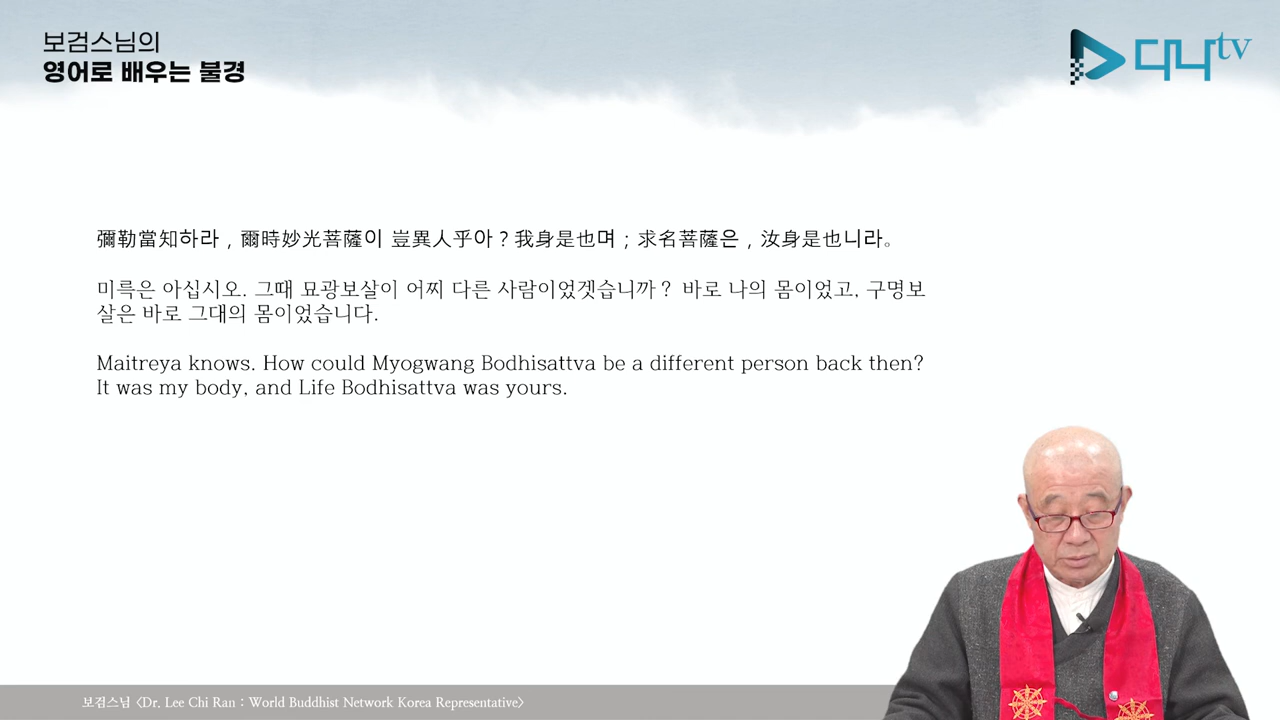 보검스님의
영어로 배우는 불경
디나tv
彌勒當知하라 , 爾時妙光菩薩이 豈異人乎아 ? 我身是也며 ; 求名菩薩은 , 汝身是也니라。
미륵은 아십시오. 그때 묘광보살이 어찌 다른 사람이었겟습니까 ? 바로 나의 몸이었고, 구명보
살은 바로 그대의 몸이었습니다.
Maitreya knows. How could Myogwang Bodhisattva be a different person back then?
It was my body, and Life Bodhisattva was yours.
보검스님 <Dr. Lee Chi Ran : World Buddhist Network Korea Representative>